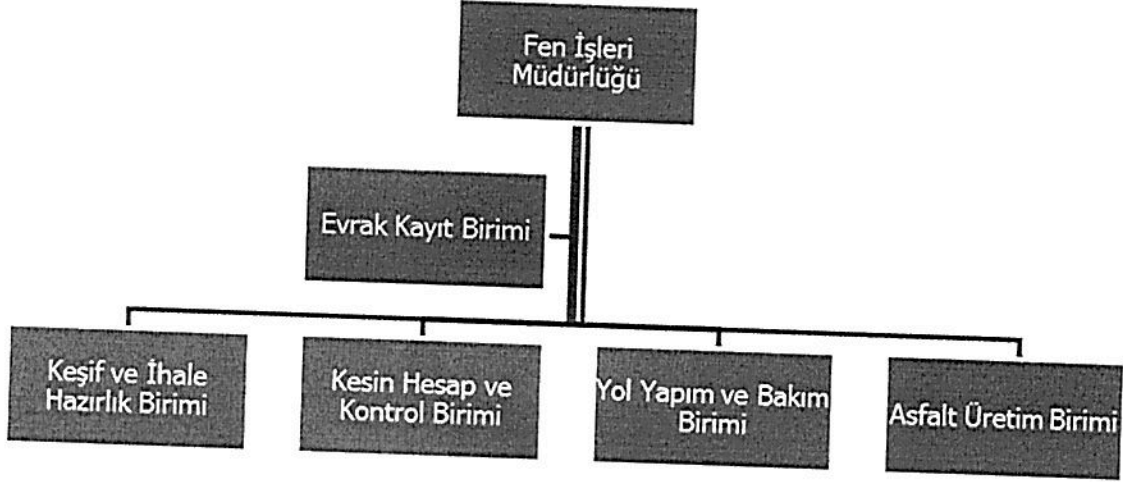 Fen İşleri
Müdürlüğü
Evrak Kayıt Birimi
Keşif ve İhale
Hazırlık Birimi
Kesin Hesap ve
Kontrol Birimi
Yol Yapım ve Bakım
Birimi
Asfalt Üretim Birimi